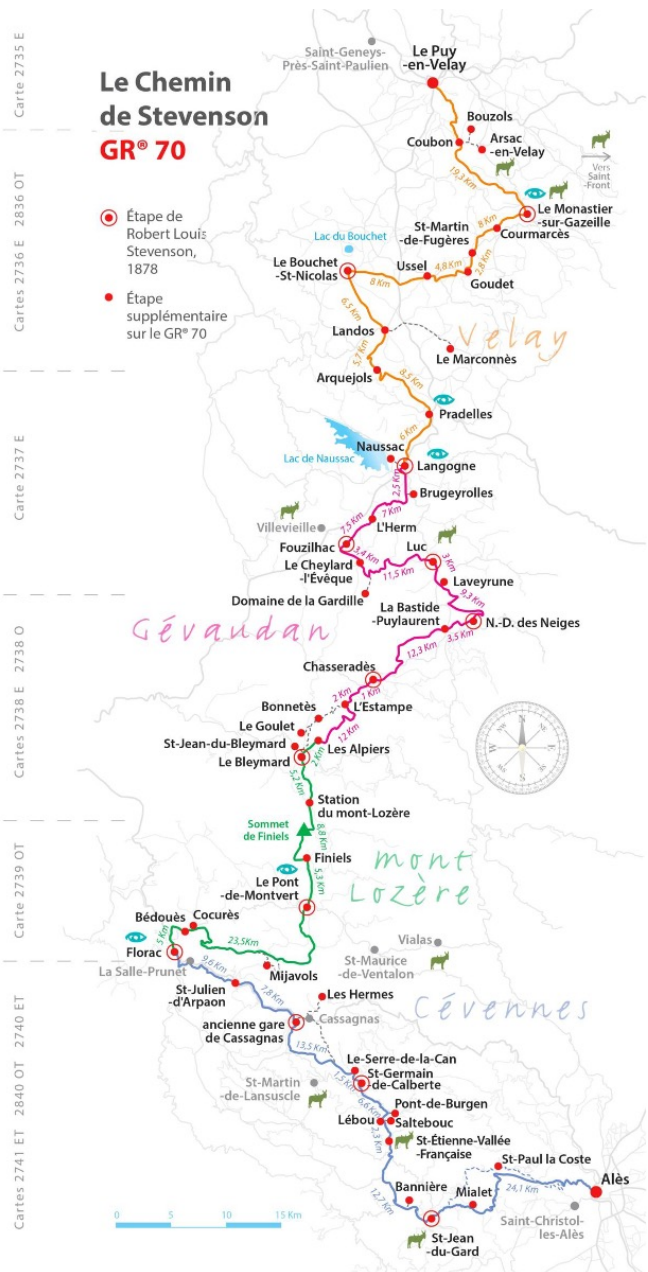 Le Chemin
de Stevenson
GR® 70
Étape de
Robert Louis
Stevenson,
1878
Étape
supplémentaire
sur le GR® 70
Carte 2735 E
Cartes 2736 E 2836 OT
Carte 2737 E
Cartes 2738 E 2738 O
Carte 2739 OT
Cartes 2741 ET 2840 OT 2740 ET
Saint-Geneys-
Près-Saint-Paulien
Le Puy
-en-Velay
Bouzols
Coubon
Arsac
-en-Velay
Vers
Saint
-Front
19,3 Km
Le Monastier
-sur-Gazeille
8 Km
St-Martin
-de-Fugères
Courmarcès
Lac du Bouchet
Le Bouchet
-St-Nicolas
Ussel
4,8 Km
2,8 Km
8 Km
Goudet
6,5 Km
Velay
Landos
Le Marconnès
5,7 Km
Arquejols
8,5 Km
Pradelles
6 Km
Naussac
Lac de Naussac
Langogne
2,5 Km
Brugeyrolles
7 Km
L'Herm
Villevieille
1,5 Km
Fouzilhac
3,4 Km
Luc
Le Cheylard
-l'Évêque
11,5 Km
3 Km
Laveyrune
Domaine de la Gardille
9,3 Km
La Bastide
-Puylaurent
Gévaudan
N.-D. des Neiges
3,5 Km
12,3 Km
Chasseradès
2 Km
1 Km
Bonnetès
L'Estampe
Le Goulet
12 Km
St-Jean-du-Bleymard
Les Alpiers
2 Km
Le Bleymard
N
E
S
W
5,2 Km
Station
du mont-Lozère
Sommet
de Finiels
8,8 Km
Finiels
mont
Lozère
5,3 Km
Le Pont
-de-Montvert
Bédouès
Cocurès
5 Km
23,5Km
Florac
Vialas
St-Maurice
-de-Ventalon
La Salle-Prunet
9,6 Km
Mijavols
St-Julien
-d'Arpaon
7,8 Km
Les Hermes
Cévennes
ancienne gare
de Cassagnas
Cassagnas
13,5 Km
Le-Serre-de-la-Can
1,5 Km
St-Germain
-de-Calberte
St-Martin
-de-Lansuscle
6,6 Km
Pont-de-Burgen
Lébou
Saltebouc
2,3 Km
St-Étienne-Vallée
-Française
St-Paul la Coste
Alès
12,7 Km
Bannière
Mialet
24,1 Km
Saint-Christol-
les-Alès
St-Jean
-du-Gard
0 5 10 15 Km